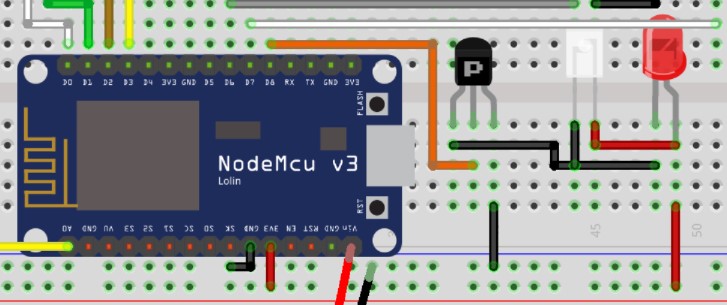 D0 D1 D2 D3 D4 3V3 GND D5 D6 D7 D8 RX TX GND 3V3
P
FLASH
NodeMcu v3
Lolin
RST
A0 GND VU S3 S2 S1 SC S0 SK GND 3V3 EN RST GND Vin
45
50